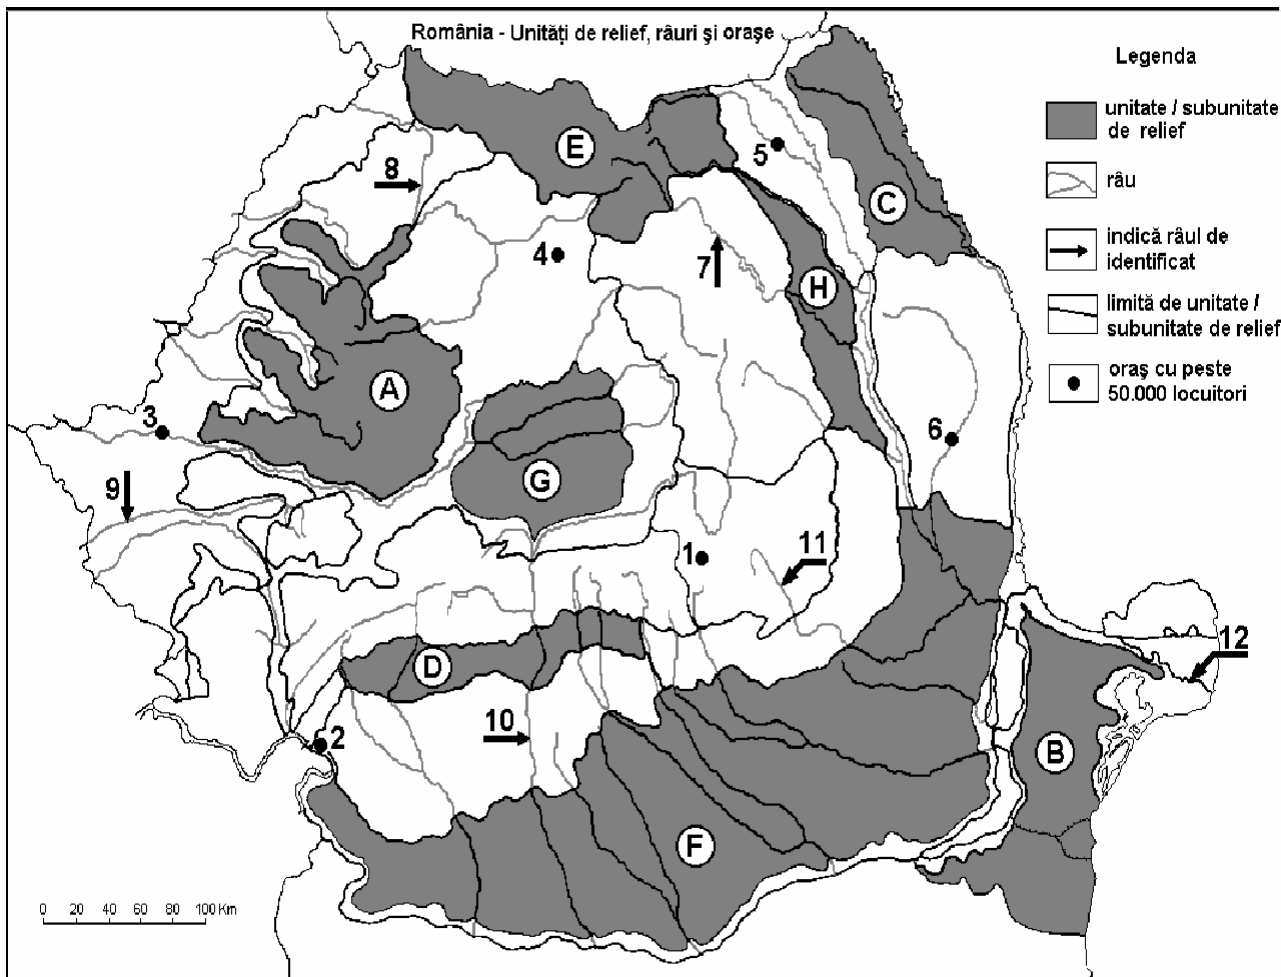 România - Unități de relief, râuri și orașe
Legenda
unitate / subunitate
de relief
râu
indică râul de
identificat
limită de unitate /
subunitate de relief
oraș cu peste
50.000 locuitori
E
5
8
C
4
7
H
A
3
6
9
G
1
11
12
D
10
2
B
F
0 20 40 60 80 100 Km